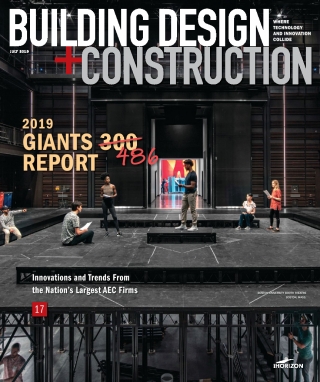 BUILDING DESIGN
+CONSTRUCTION
JULY 2019
WHERE
TECHNOLOGY
AND INNOVATION
COLLIDE
2019
GIANTS 300
486
REPORT
Innovations and Trends From
the Nation's Largest AEC Firms
17
HORIZON